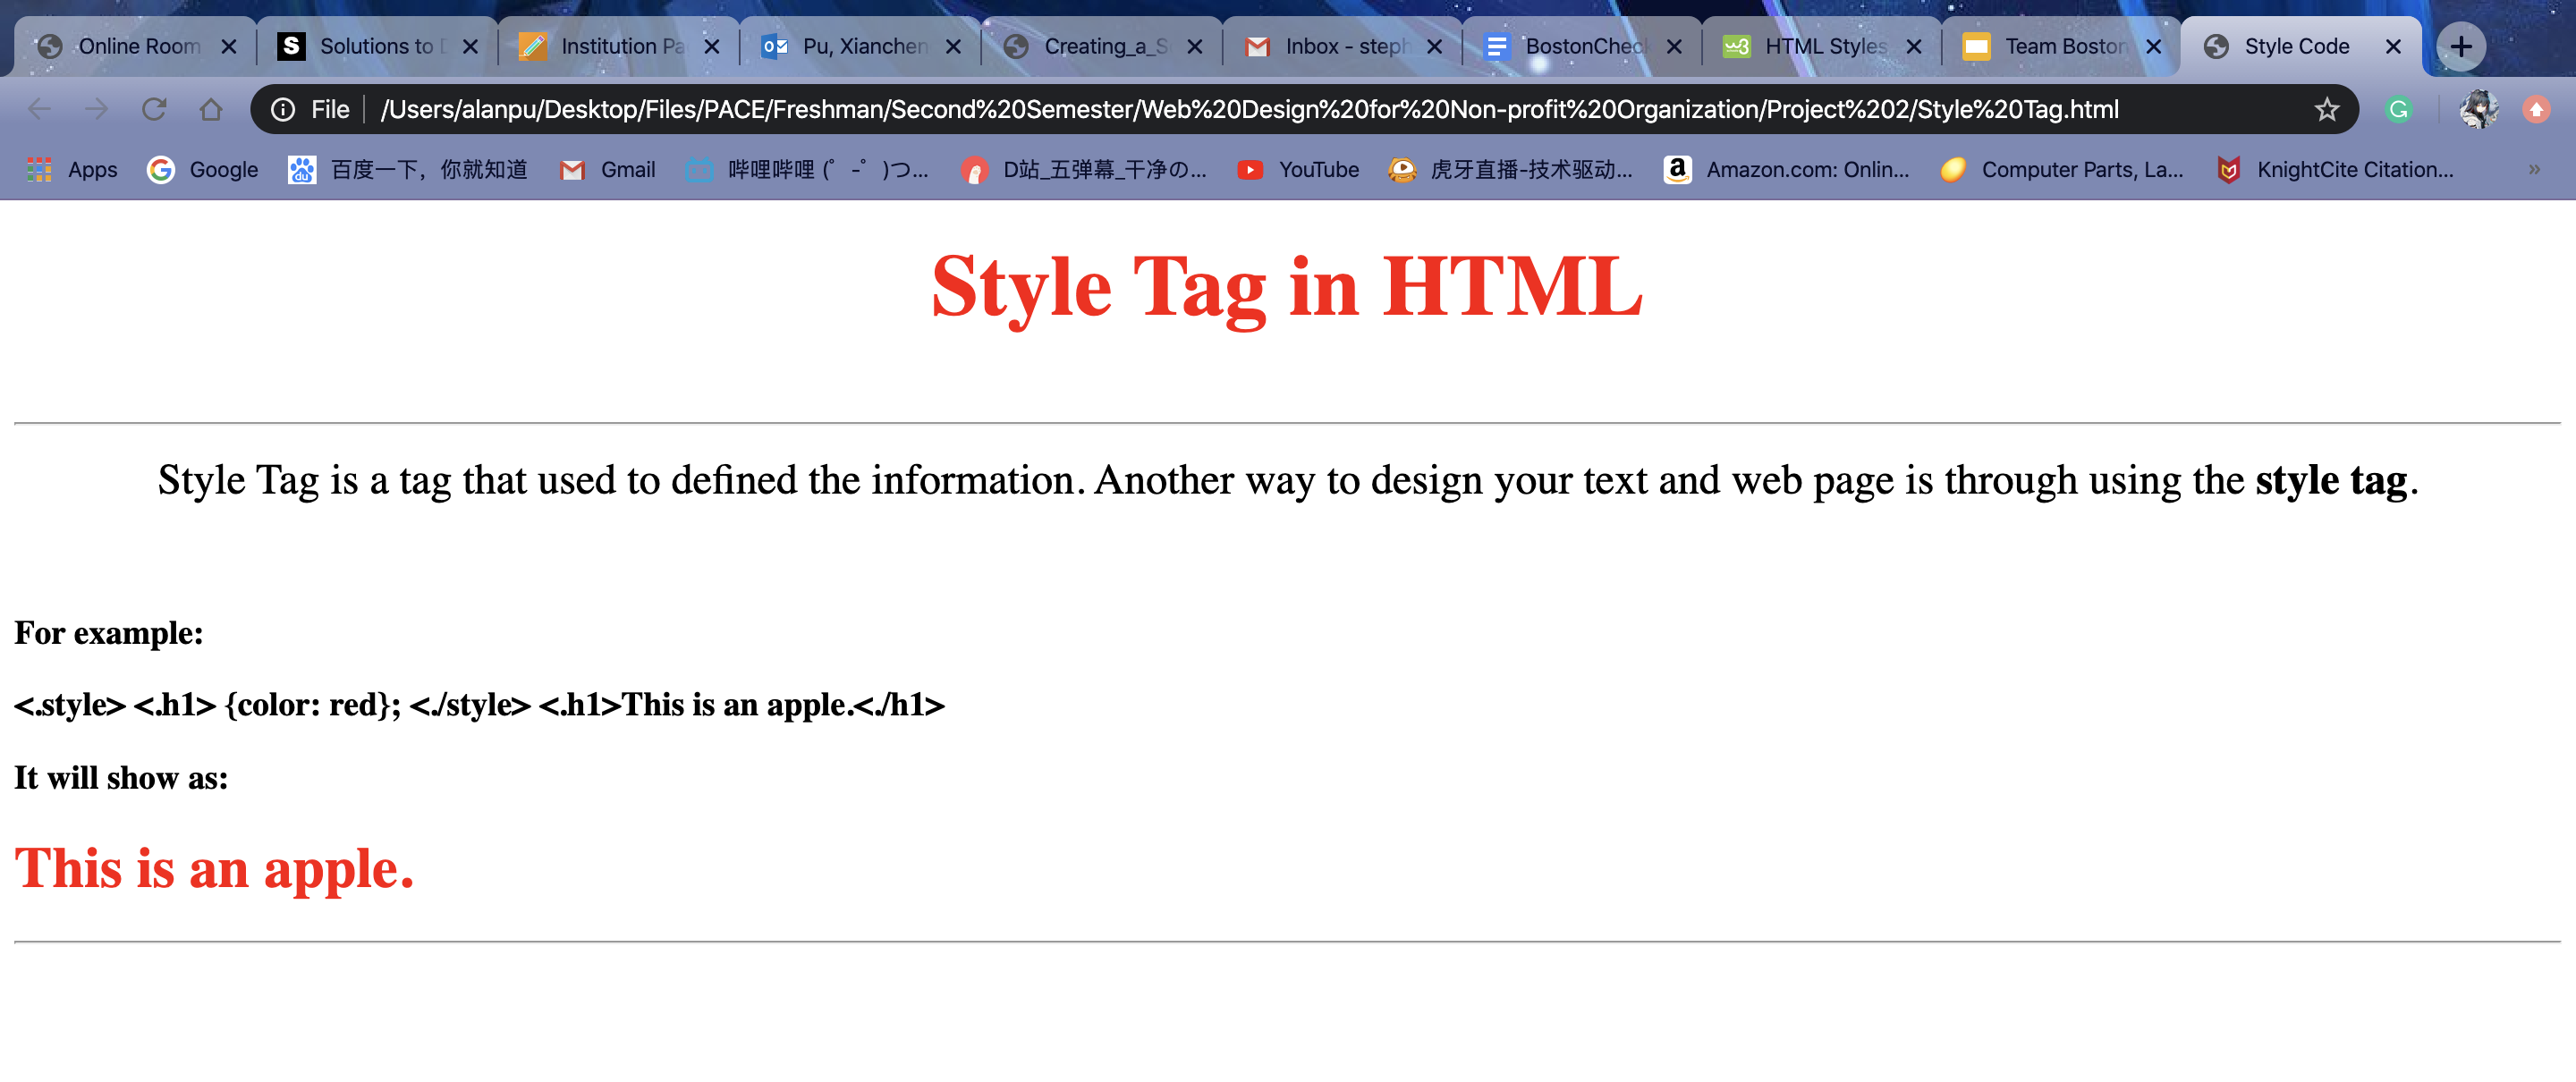 Online Room
Solutions to
Institution Pa
Pu, Xianchen
Creating_a_S
Inbox - steph
BostonChec
HTML Styles
Team Boston
Style Code
File
/Users/alanpu/Desktop/Files/PACE/Freshman/Second%20Semester/Web%20Design%20for%20Non-profit%20Organization/Project%202/Style%20Tag.html
Apps
Google
百度一下，你就知道
Gmail
哔哩哔哩 (゜-゜)つ...
D站_五弹幕_干净の...
YouTube
虎牙直播-技术驱动...
Amazon.com: Onlin...
Computer Parts, La...
KnightCite Citation...
»
Style Tag in HTML
Style Tag is a tag that used to defined the information. Another way to design your text and web page is through using the style tag.
For example:
<.style> <.h1> {color: red}; <./style> <.h1>This is an apple.<./h1>
It will show as:
This is an apple.